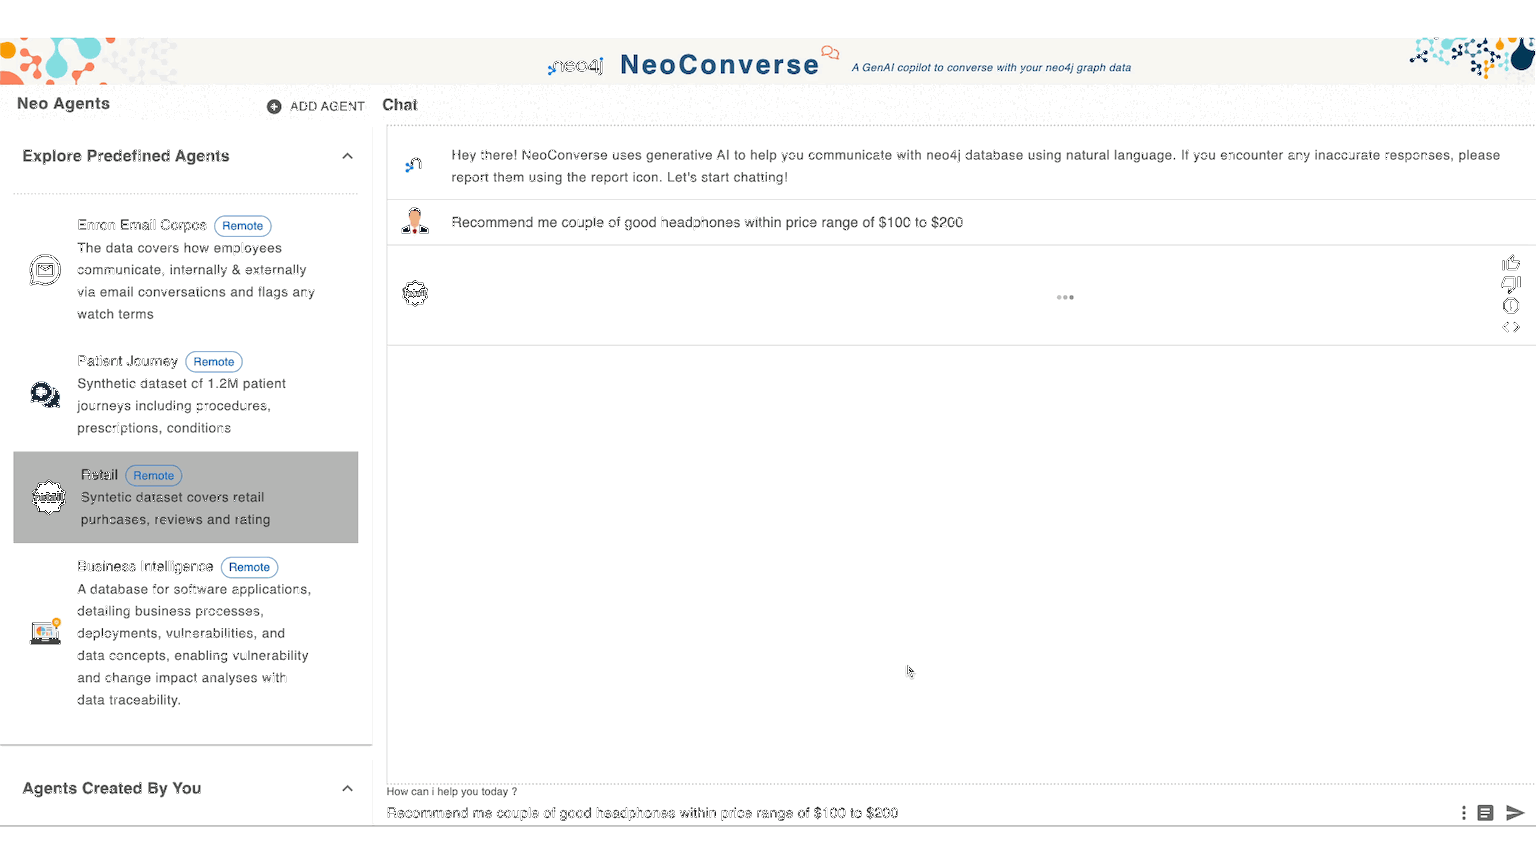 neo4j NeoConverse A GenAI copilot to converse with your neo4j graph data
Neo Agents
ADD AGENT
Chat
Explore Predefined Agents
Enron Email Corpos Remote
The data covers how employees
communicate, internally & externally
via email conversations and flags any
watch terms
Patient Journey Remote
Synthetic dataset of 1.2M patient
journeys including procedures,
prescriptions, conditions
Retail Remote
Syntetic dataset covers retail
purhcases, reviews and rating
Business Intelligence Remote
A database for software applications,
detailing business processes,
deployments, vulnerabilities, and
data concepts, enabling vulnerability
and change impact analyses with
data traceability.
Agents Created By You
Hey there! NeoConverse uses generative AI to help you communicate with neo4j database using natural language. If you encounter any inaccurate responses, please
report them using the report icon. Let's start chatting!
Recommend me couple of good headphones within price range of $100 to $200
How can i help you today ?
Recommend me couple of good headphones within price range of $100 to $200